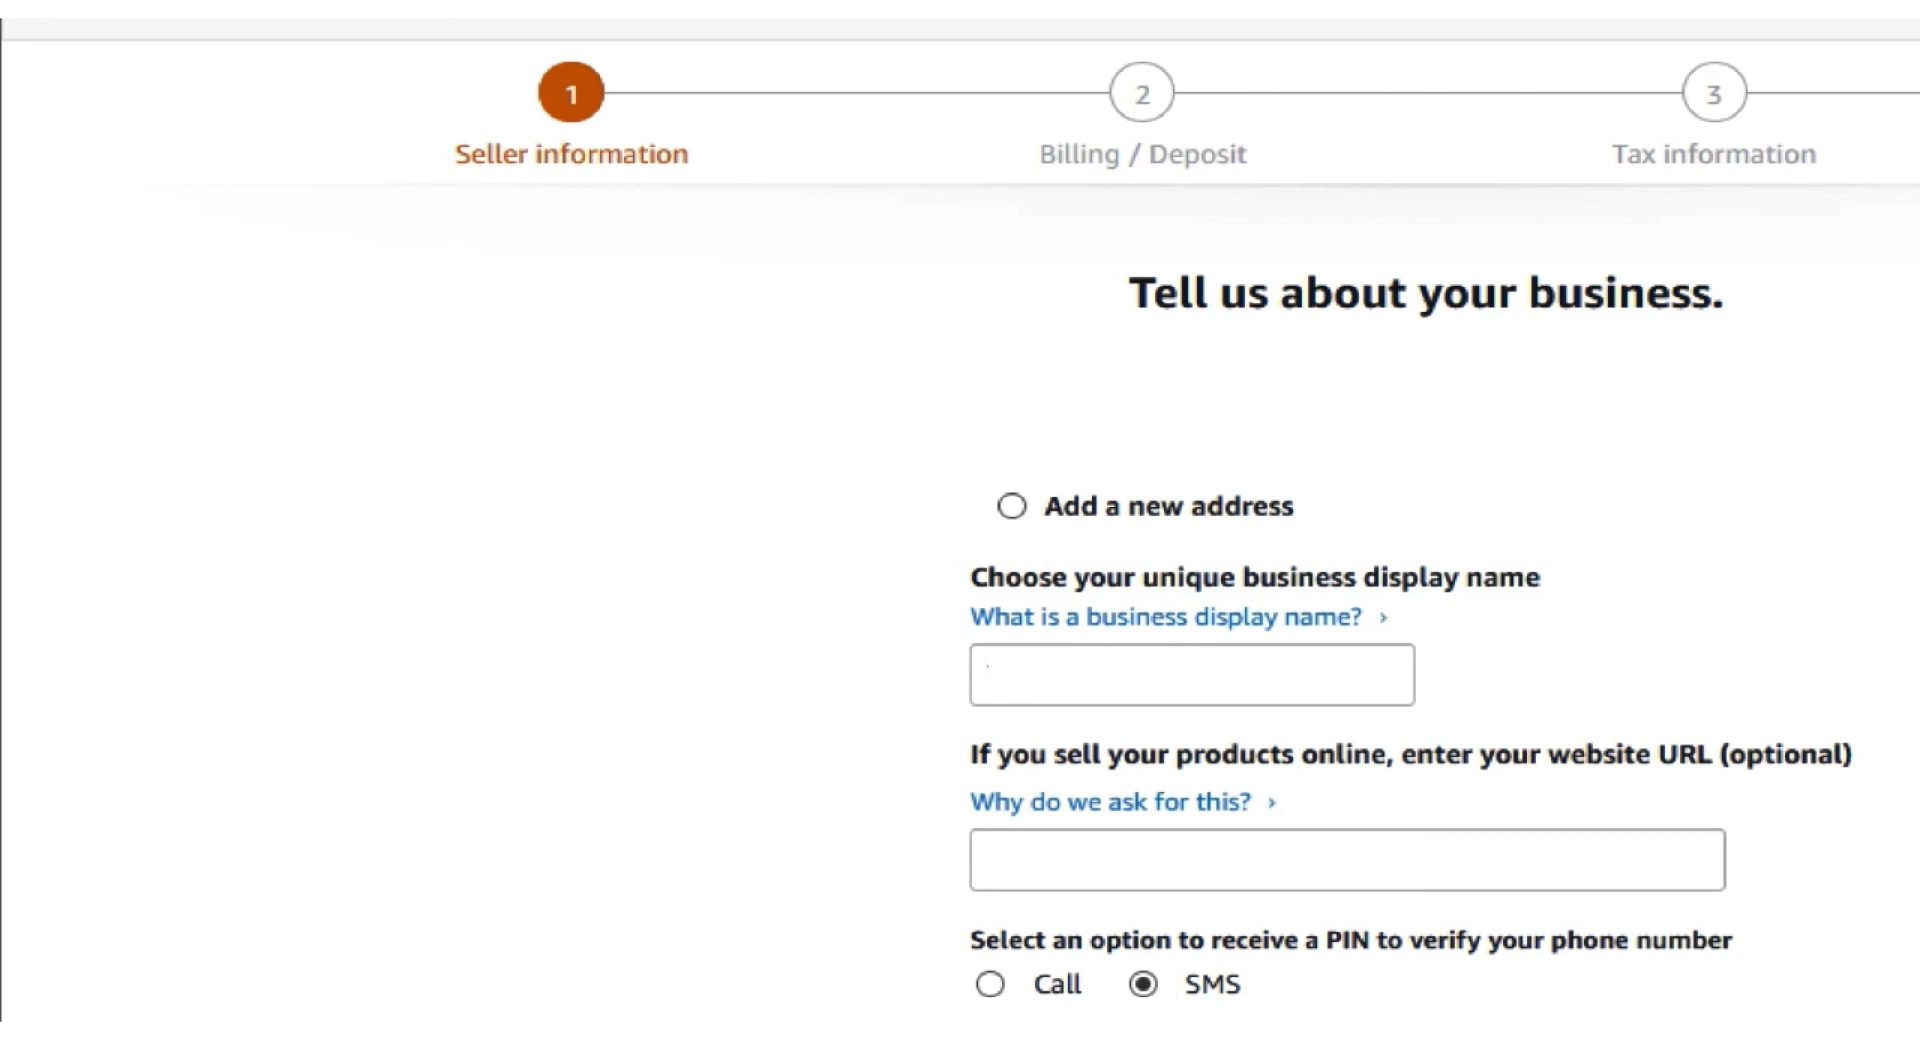 1
Seller information
2
Billing / Deposit
3
Tax information
Tell us about your business.
Add a new address
Choose your unique business display name
What is a business display name? ›
If you sell your products online, enter your website URL (optional)
Why do we ask for this? ›
Select an option to receive a PIN to verify your phone number
Call
SMS